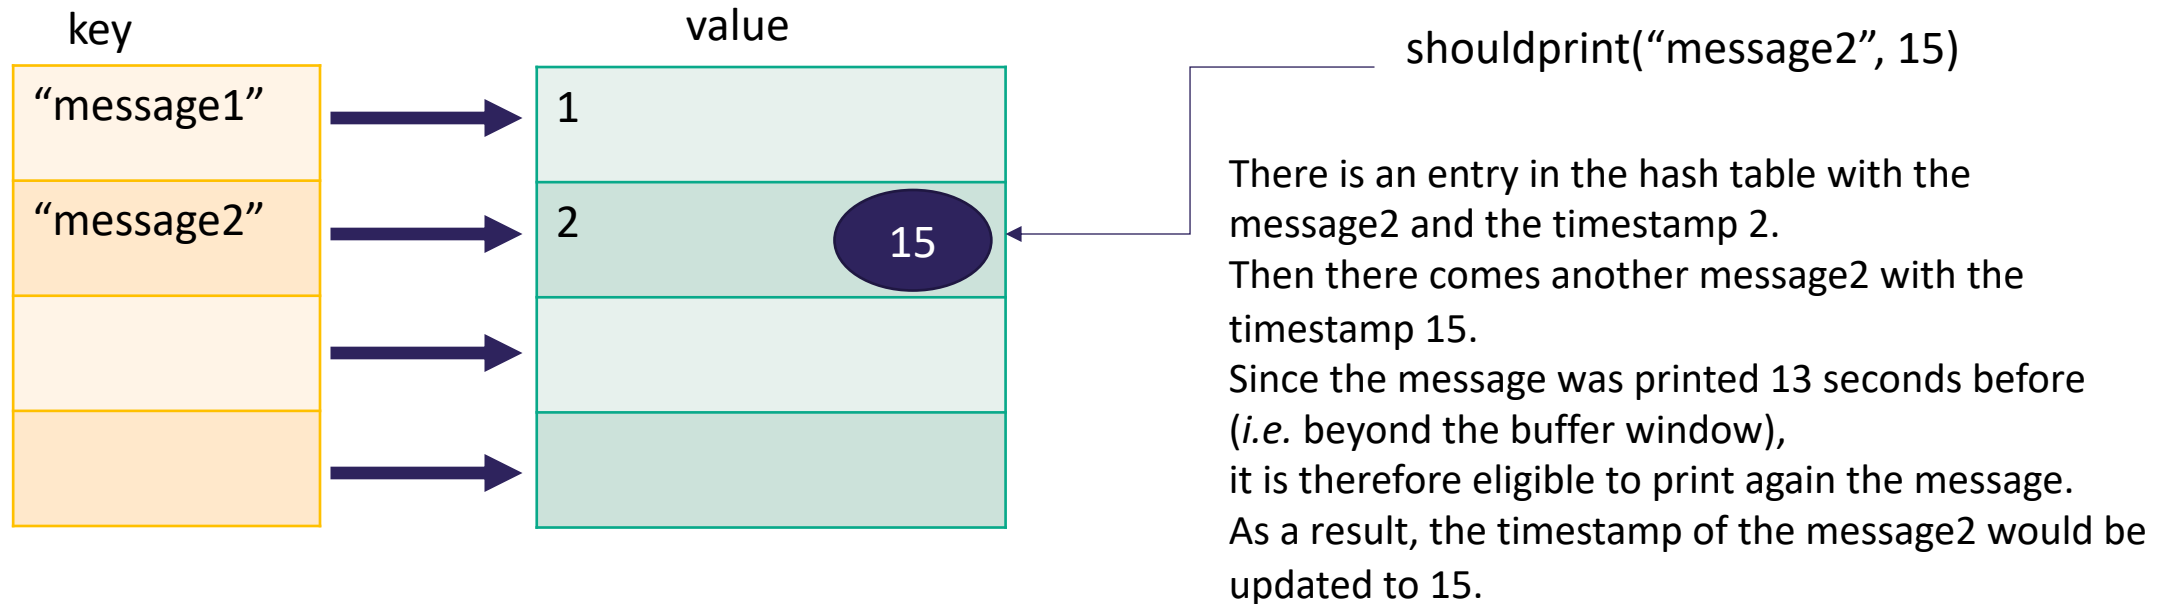 key
value
shouldprint(“message2”, 15)
“message1”
1
“message2”
2
15
There is an entry in the hash table with the
message2 and the timestamp 2.
Then there comes another message2 with the
timestamp 15.
Since the message was printed 13 seconds before
(i.e. beyond the buffer window),
it is therefore eligible to print again the message.
As a result, the timestamp of the message2 would be
updated to 15.